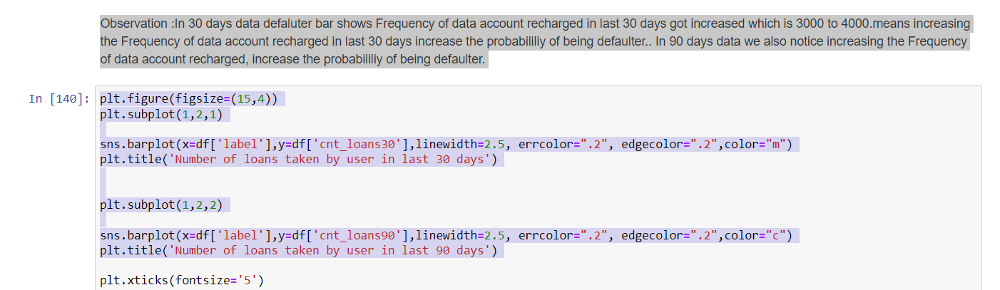 Observation :In 30 days data defaluter bar shows Frequency of data account recharged in last 30 days got increased which is 3000 to 4000.means increasing
the Frequency of data account recharged in last 30 days increase the probabililiy of being defaulter.. In 90 days data we also notice increasing the Frequency
of data account recharged, increase the probabililiy of being defaulter.
In [140]: plt.figure(figsize=(15,4))
plt.subplot(1,2,1)
sns.barplot(x=df['label'],y=df['cnt_loans30'],linewidth=2.5, errcolor=".2", edgecolor=".2",color="m")
plt.title('Number of loans taken by user in last 30 days')
plt.subplot(1,2,2)
sns.barplot(x=df['label'],y=df['cnt_loans90'],linewidth=2.5, errcolor=".2", edgecolor=".2",color="c")
plt.title('Number of loans taken by user in last 90 days')
plt.xticks(fontsize='5')